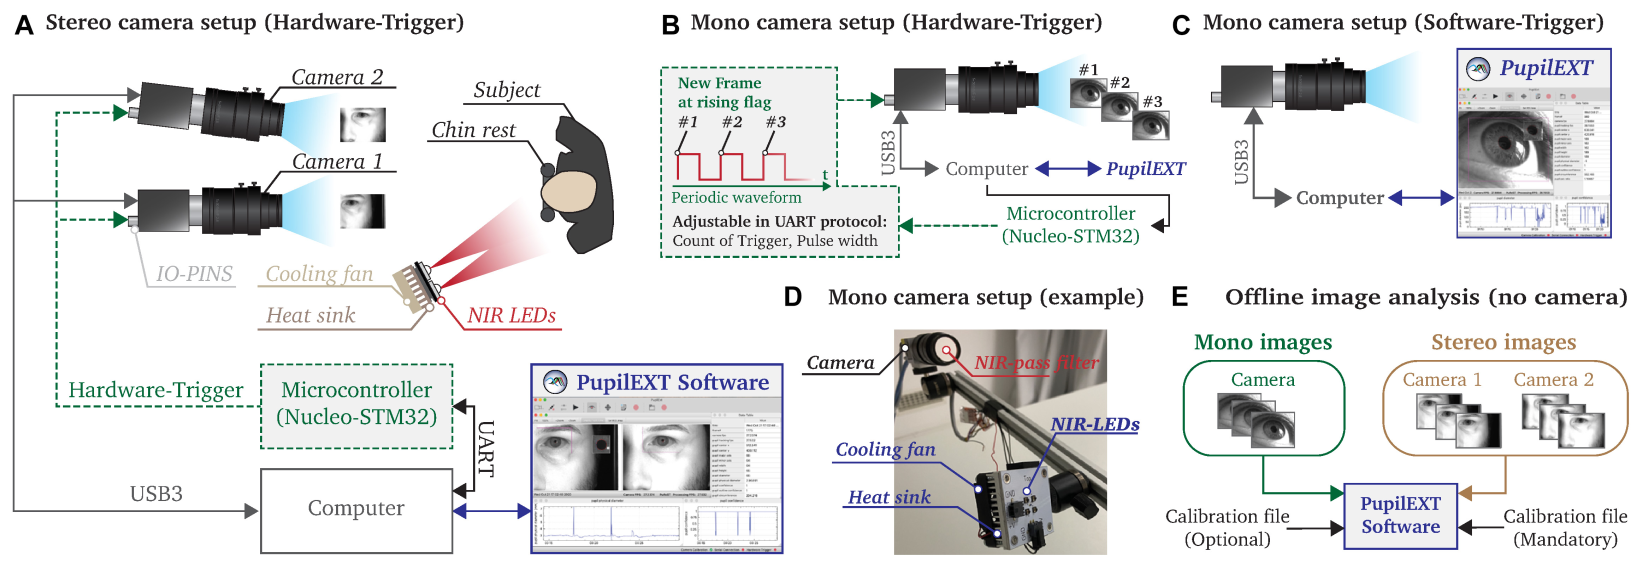 A Stereo camera setup (Hardware-Trigger)
Camera 2
Camera 1
Subject
Chin rest
IO-PINS
Cooling fan
Heat sink
NIR LEDs
Hardware-Trigger
Microcontroller
(Nucleo-STM32)
UART
USB3
Computer
PupilEXT Software
B Mono camera setup (Hardware-Trigger)
New Frame
at rising flag
#1 #2 #3
t
Periodic waveform
Adjustable in UART protocol:
Count of Trigger, Pulse width
#1
#2
#3
USB3
Computer
PupilEXT
Microcontroller
(Nucleo-STM32)
C Mono camera setup (Software-Trigger)
USB3
Computer
PupilEXT
D Mono camera setup (example)
Camera
NIR-pass filter
NIR-LEDs
Cooling fan
Heat sink
E Offline image analysis (no camera)
Mono images
Camera
Stereo images
Camera 1 Camera 2
PupilEXT
Software
Calibration file
(Optional)
Calibration file
(Mandatory)